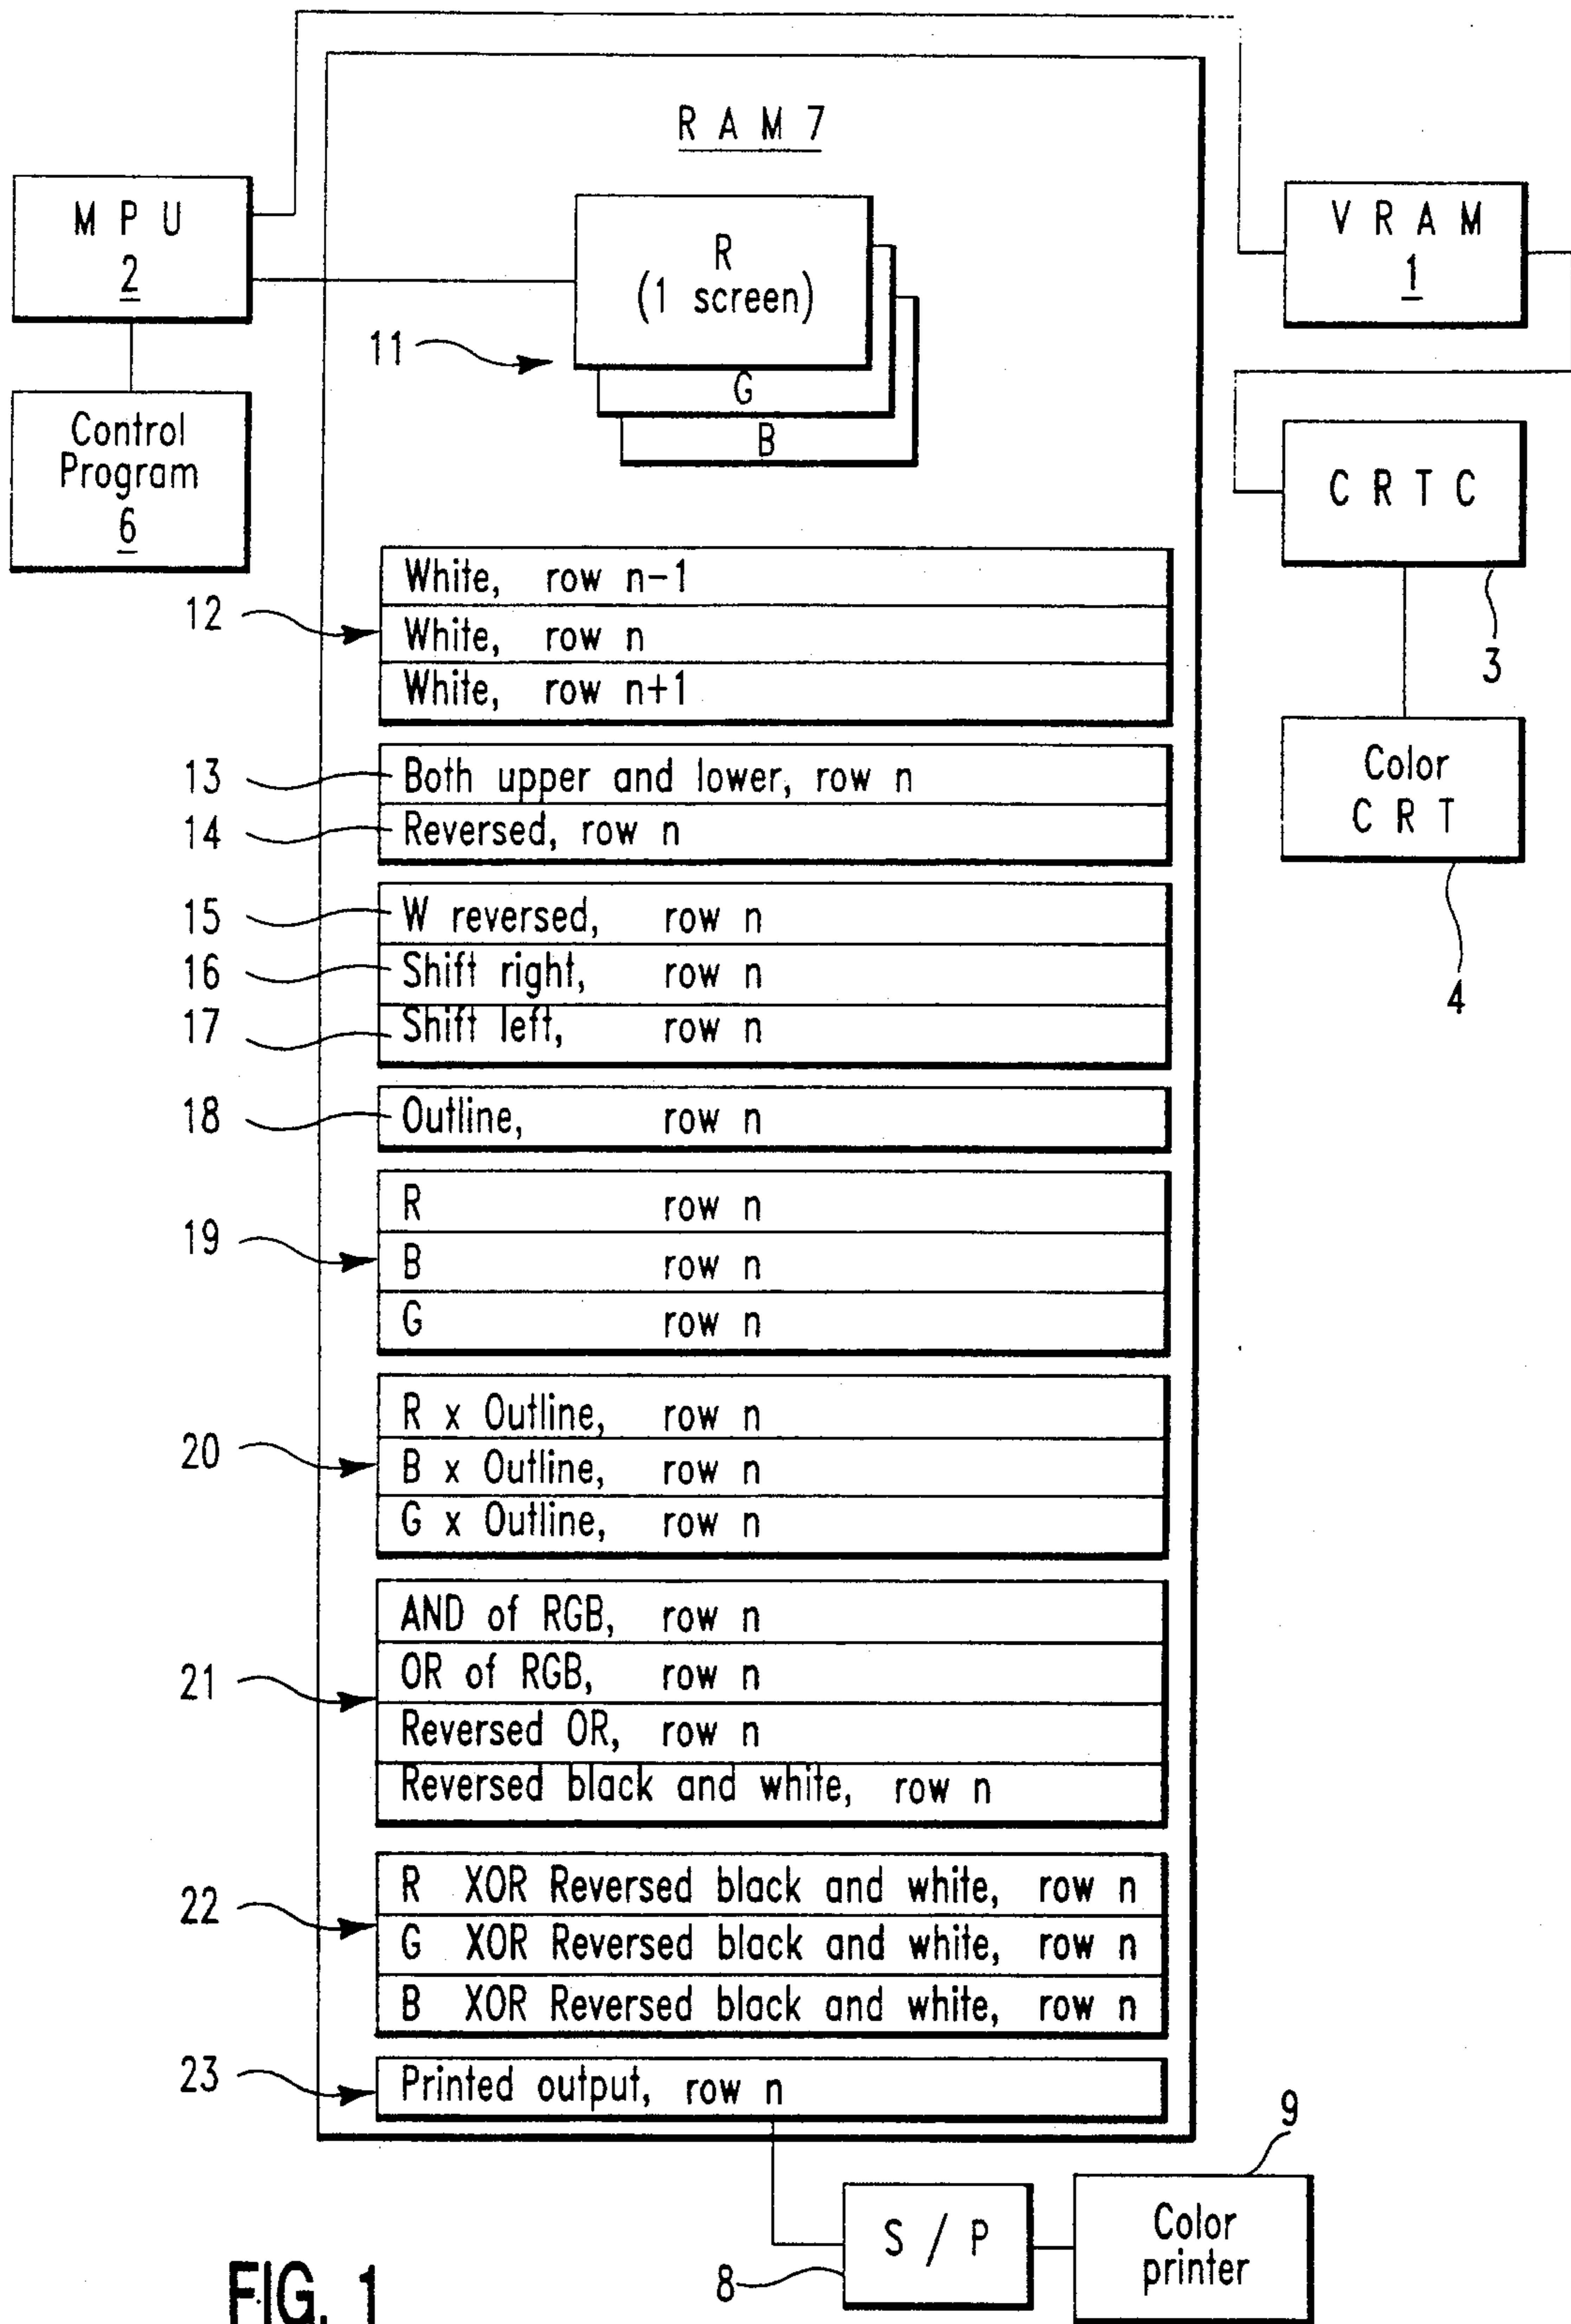 R A M 7
M P U
2
Control
Program
6
R
(1 screen)
G
B
11
V R A M
1
C R T C
3
Color
C R T
4
12
White, row n-1
White, row n
White, row n+1
13 Both upper and lower, row n
14 Reversed, row n
15 W reversed, row n
16 Shift right, row n
17 Shift left, row n
18 Outline, row n
19
R row n
B row n
G row n
20
R x Outline, row n
B x Outline, row n
G x Outline, row n
21
AND of RGB, row n
OR of RGB, row n
Reversed OR, row n
Reversed black and white, row n
22
R XOR Reversed black and white, row n
G XOR Reversed black and white, row n
B XOR Reversed black and white, row n
23 Printed output, row n
S / P
8
Color
printer
9
FIG. 1